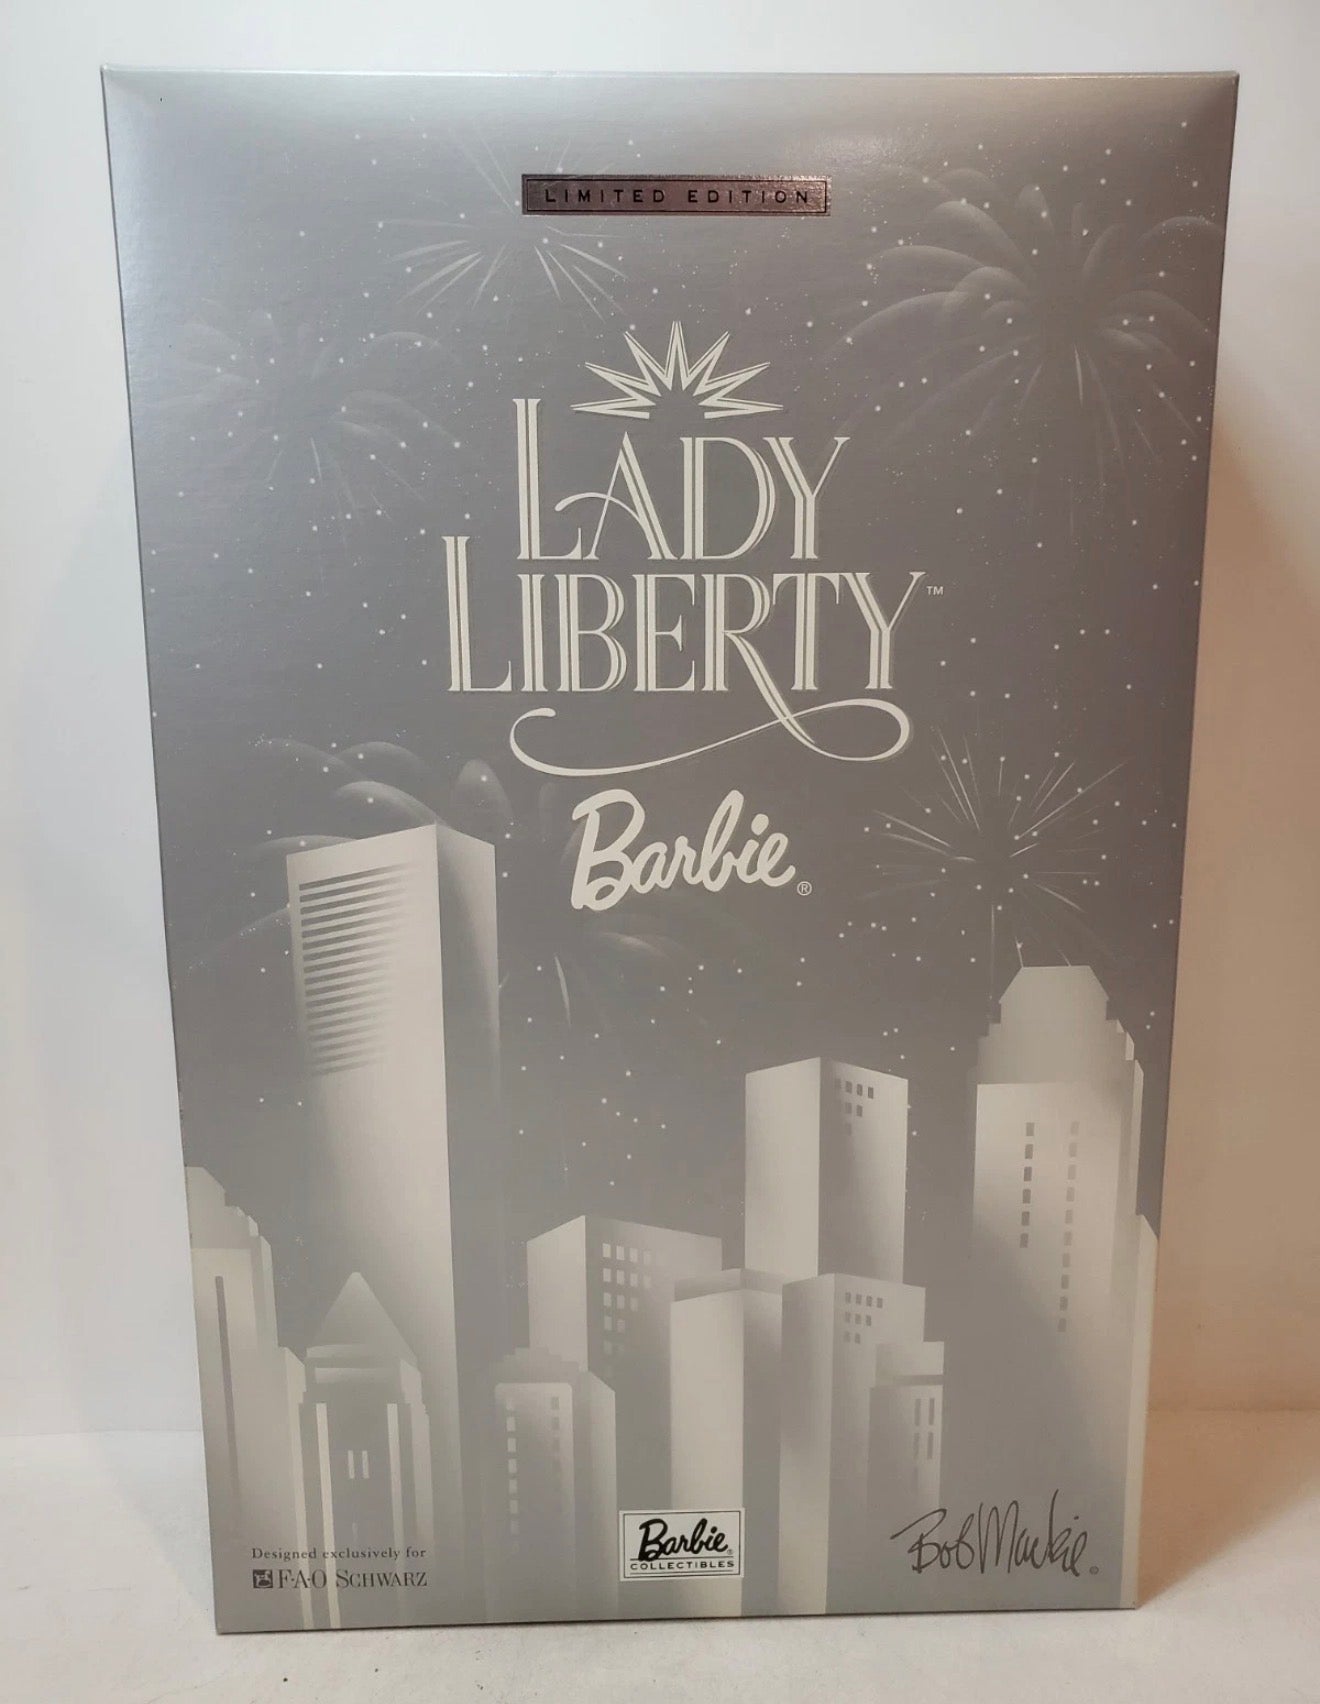 LIMITED EDITION
LADY
LIBERTY™
Barbie®
Designed exclusively for
F·A·O SCHWARZ
Barbie®
COLLECTIBLES
Bob Mackie®